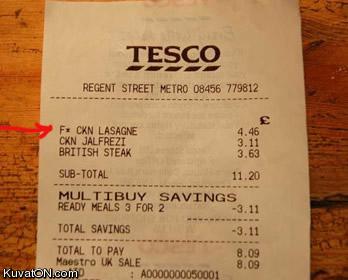 TESCO
REGENT STREET METRO 08456 779812
£
F* CKN LASAGNE 4.46
CKN JALFREZI 3.11
BRITISH STEAK 3.63
SUB-TOTAL 11.20
MULTIBUY SAVINGS
READY MEALS 3 FOR 2 -3.11
TOTAL SAVINGS -3.11
TOTAL TO PAY 8.09
Maestro UK SALE 8.09
: A0000000050001
KuvatON.com